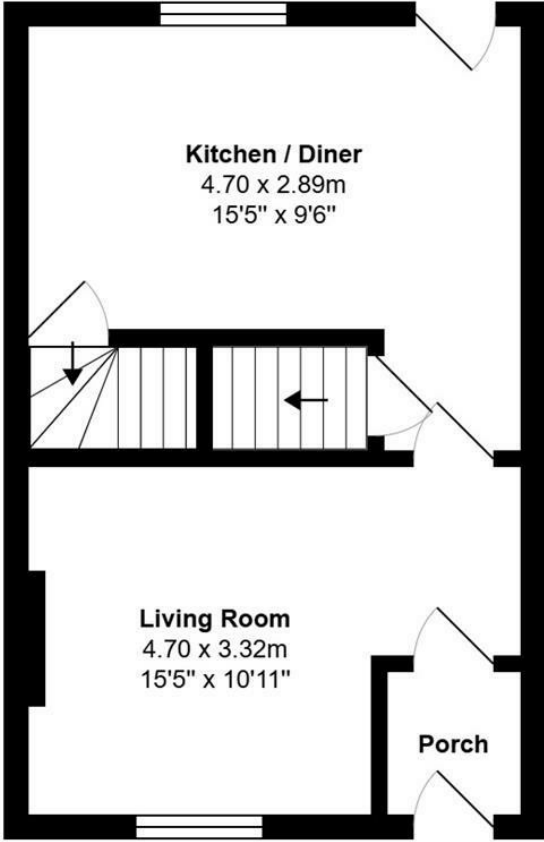 Kitchen / Diner
4.70 x 2.89m
15'5" x 9'6"
Living Room
4.70 x 3.32m
15'5" x 10'11"
Porch